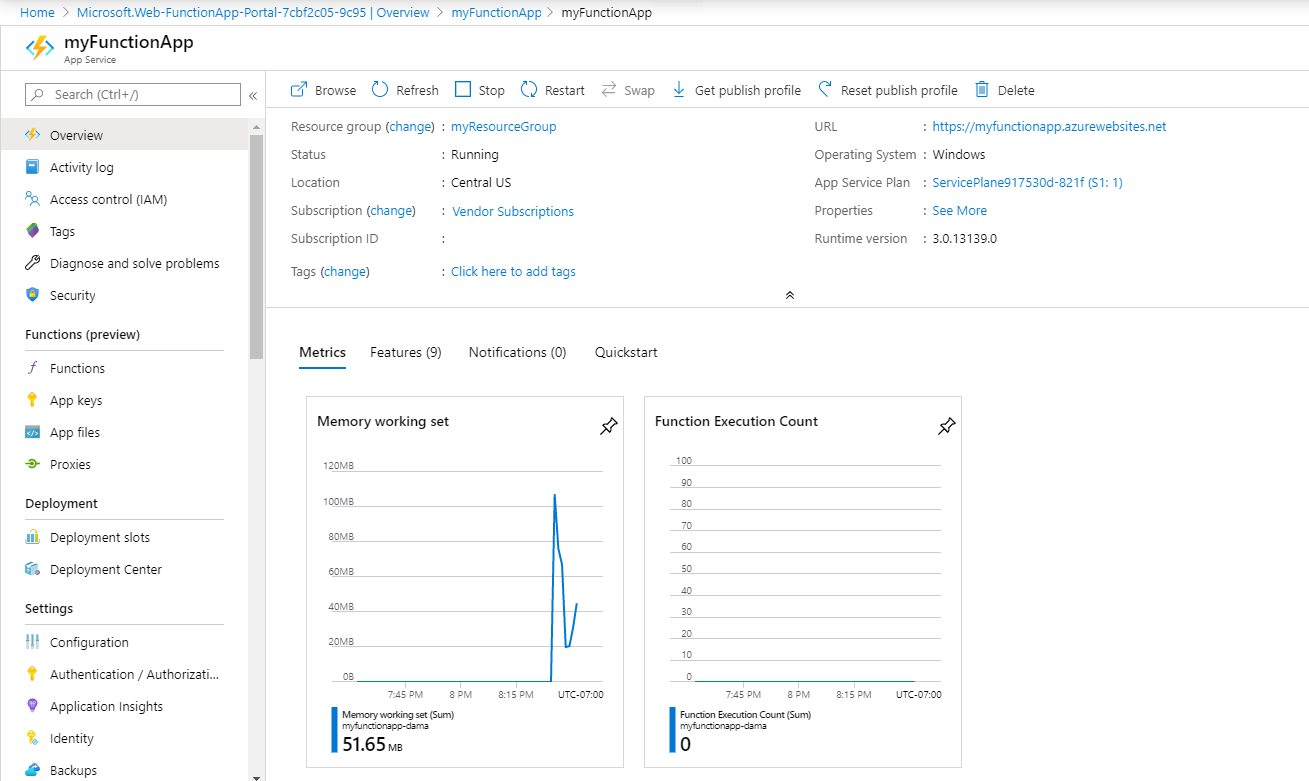 Home > Microsoft.Web-FunctionApp-Portal-7cbf2c05-9c95 | Overview > myFunctionApp > myFunctionApp
myFunctionApp
App Service
Search (Ctrl+/)
«
Overview
Activity log
Access control (IAM)
Tags
Diagnose and solve problems
Security
Functions (preview)
Functions
App keys
App files
Proxies
Deployment
Deployment slots
Deployment Center
Settings
Configuration
Authentication / Authorizati...
Application Insights
Identity
Backups
Browse Refresh Stop Restart Swap Get publish profile Reset publish profile Delete
Resource group (change) : myResourceGroup
Status : Running
Location : Central US
Subscription (change) : Vendor Subscriptions
Subscription ID :
Tags (change) : Click here to add tags
URL : https://myfunctionapp.azurewebsites.net
Operating System : Windows
App Service Plan : ServicePlane917530d-821f (S1: 1)
Properties : See More
Runtime version : 3.0.13139.0
Metrics Features (9) Notifications (0) Quickstart
Memory working set
120MB
100MB
80MB
60MB
40MB
20MB
0B
7:45 PM 8 PM 8:15 PM UTC-07:00
Memory working set (Sum)
myfunctionapp-dama
51.65 MB
Function Execution Count
100
90
80
70
60
50
40
30
20
10
0
7:45 PM 8 PM 8:15 PM UTC-07:00
Function Execution Count (Sum)
myfunctionapp-dama
0